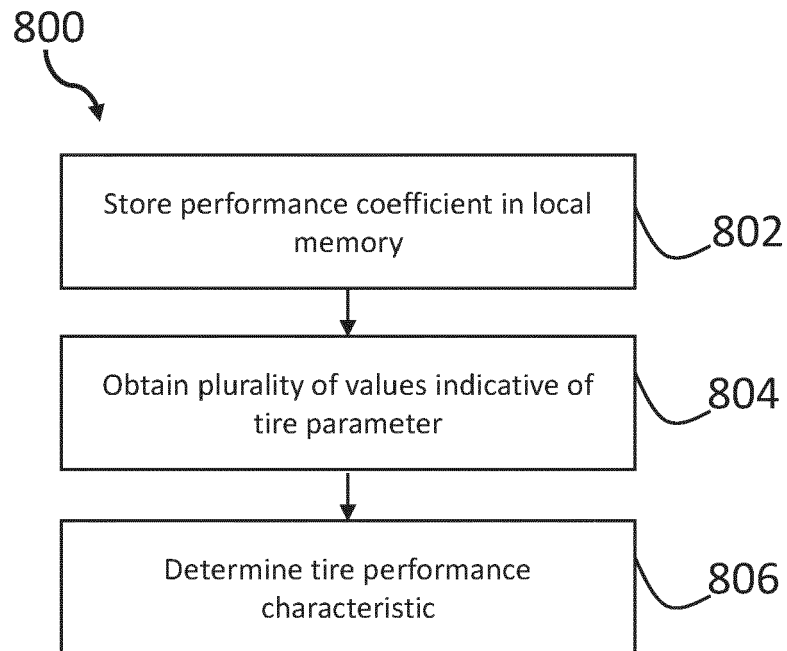 800
Store performance coefficient in local
memory
802
Obtain plurality of values indicative of
tire parameter
804
Determine tire performance
characteristic
806